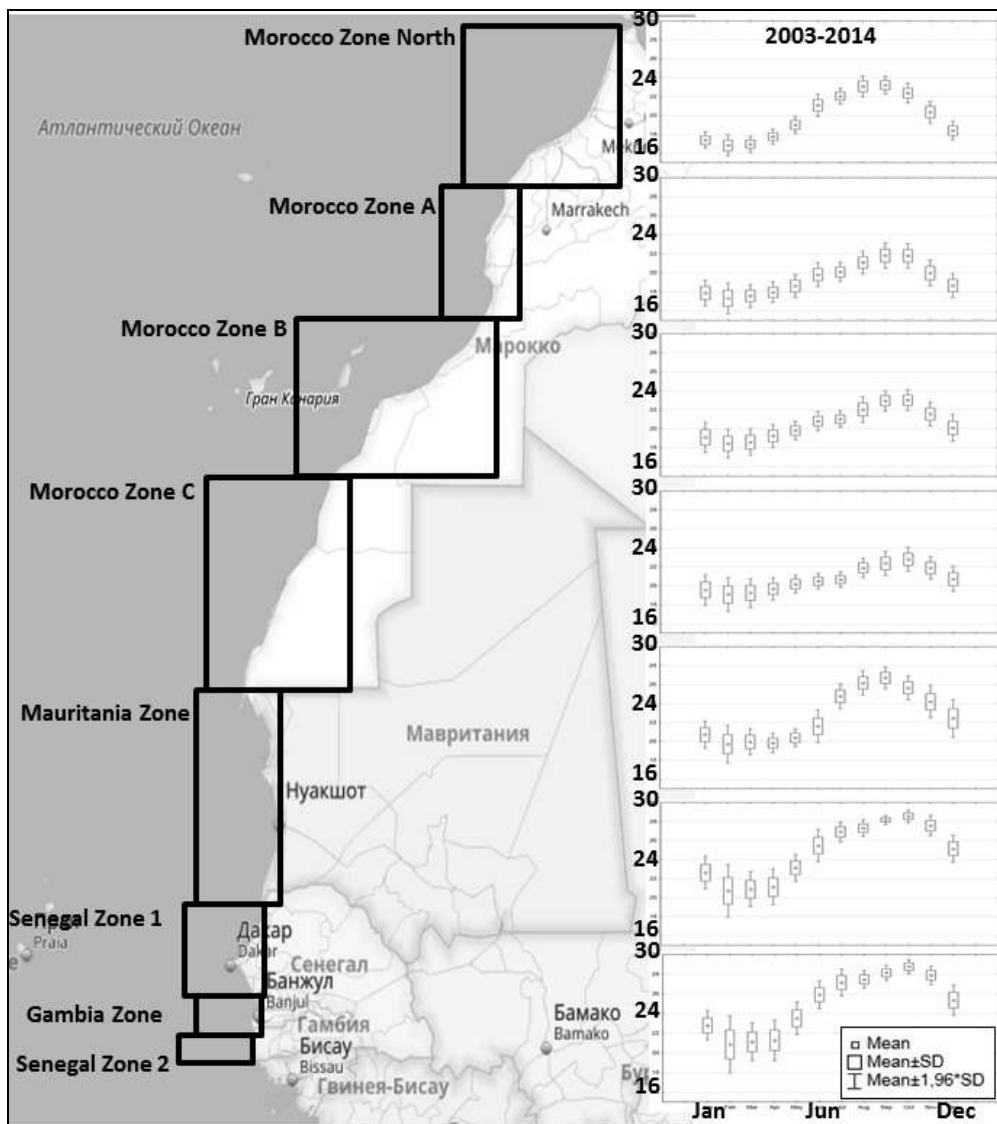 Morocco Zone North
Атлантический Океан
Morocco Zone A
Marrakech
Morocco Zone B
Марокко
Гран Канария
Morocco Zone C
Mauritania Zone
Мавритания
Нуакшот
Senegal Zone 1
Praia
Дакар
Dakar
Сенегал
Банжул
Banjul
Gambia Zone
Гамбия
Бисау
Bissau
Senegal Zone 2
Гвинея-Бисау
Бамако
Bamako
2003-2014
30
24
16
30
24
16
30
24
16
30
24
16
30
24
16
30
24
16
30
24
16
Mean
Mean±SD
Mean±1,96*SD
Jan
Jun
Dec